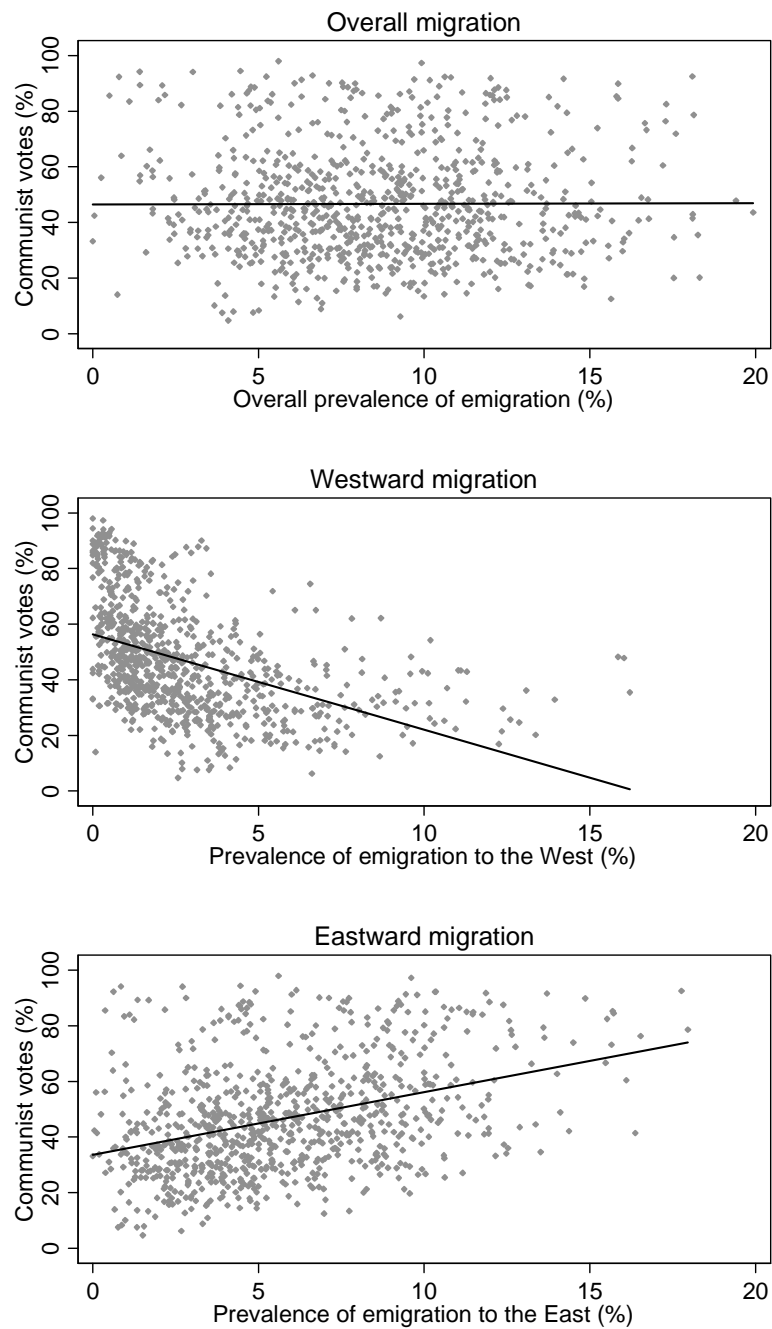 Overall migration
Communist votes (%)
0 20 40 60 80 100
0 5 10 15 20
Overall prevalence of emigration (%)
Westward migration
Communist votes (%)
0 20 40 60 80 100
0 5 10 15 20
Prevalence of emigration to the West (%)
Eastward migration
Communist votes (%)
0 20 40 60 80 100
0 5 10 15 20
Prevalence of emigration to the East (%)